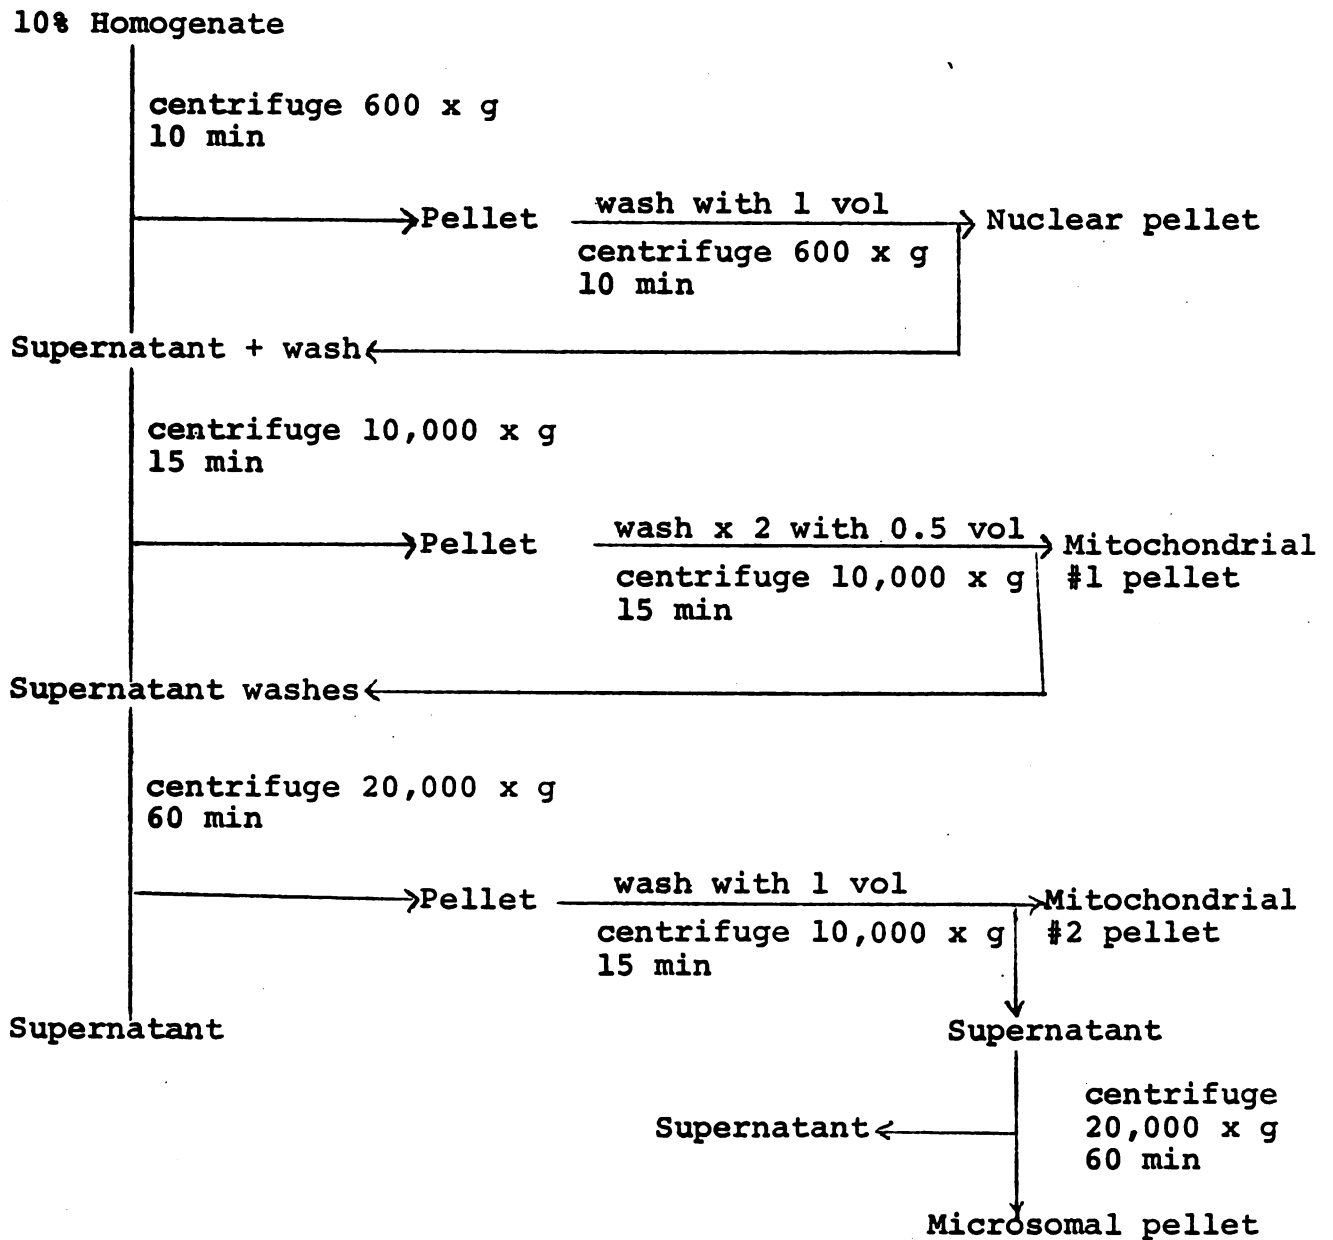 10% Homogenate
centrifuge 600 x g
10 min
Pellet
wash with 1 vol
Nuclear pellet
centrifuge 600 x g
10 min
Supernatant + wash
centrifuge 10,000 x g
15 min
Pellet
wash x 2 with 0.5 vol
Mitochondrial
#1 pellet
centrifuge 10,000 x g
15 min
Supernatant washes
centrifuge 20,000 x g
60 min
Pellet
wash with 1 vol
Mitochondrial
#2 pellet
centrifuge 10,000 x g
15 min
Supernatant
Supernatant
centrifuge
20,000 x g
60 min
Supernatant
Microsomal pellet